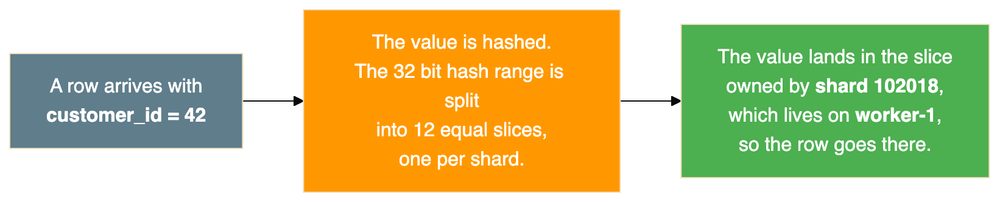 A row arrives with
customer_id = 42
The value is hashed.
The 32 bit hash range is
split
into 12 equal slices,
one per shard.
The value lands in the slice
owned by shard 102018,
which lives on worker-1,
so the row goes there.